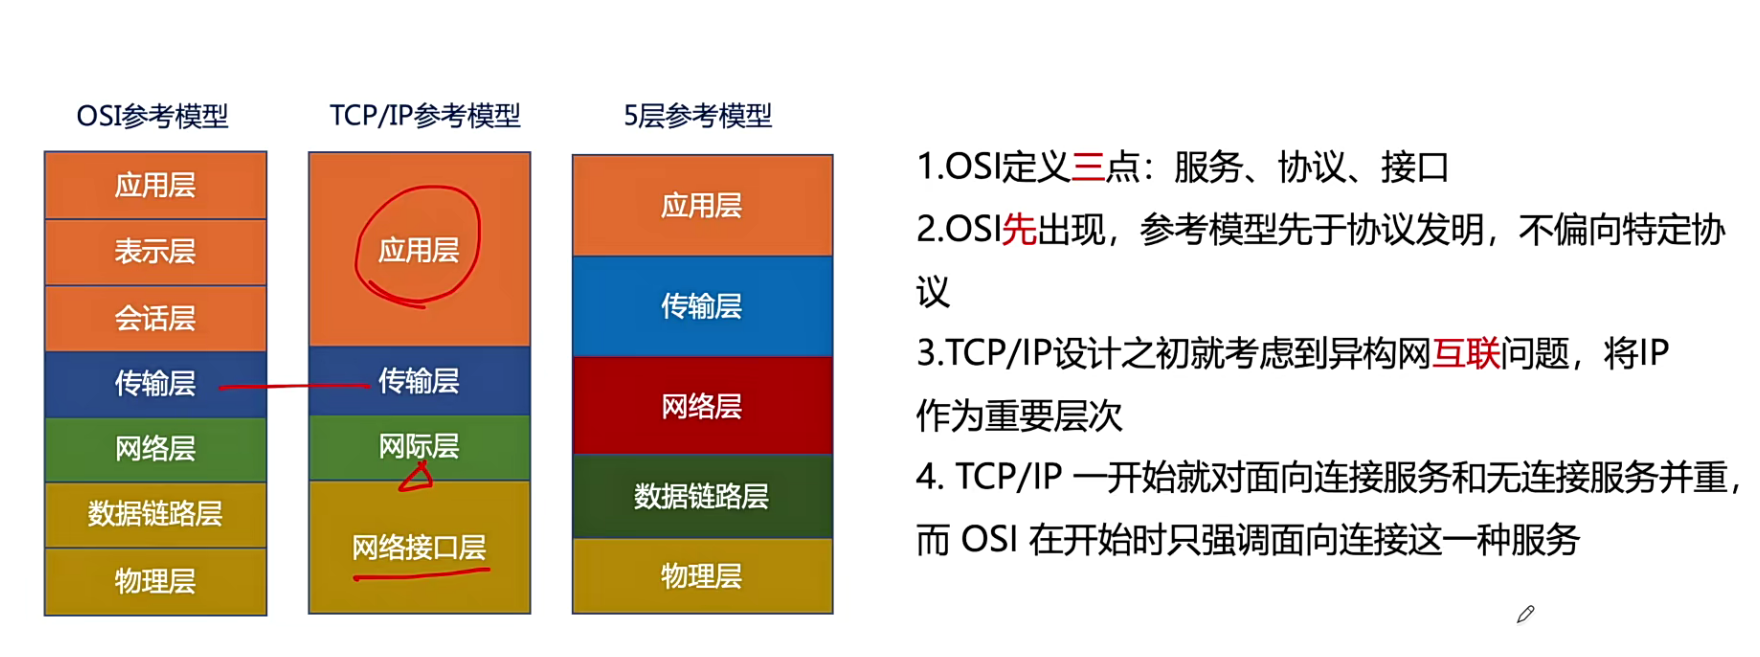 OSI参考模型
应用层
表示层
会话层
传输层
网络层
数据链路层
物理层
TCP/IP参考模型
应用层
传输层
网际层
网络接口层
5层参考模型
应用层
传输层
网络层
数据链路层
物理层
1.OSI定义三点：服务、协议、接口
2.OSI先出现，参考模型先于协议发明，不偏向特定协
议
3.TCP/IP设计之初就考虑到异构网互联问题，将IP
作为重要层次
4. TCP/IP 一开始就对面向连接服务和无连接服务并重，
而 OSI 在开始时只强调面向连接这一种服务